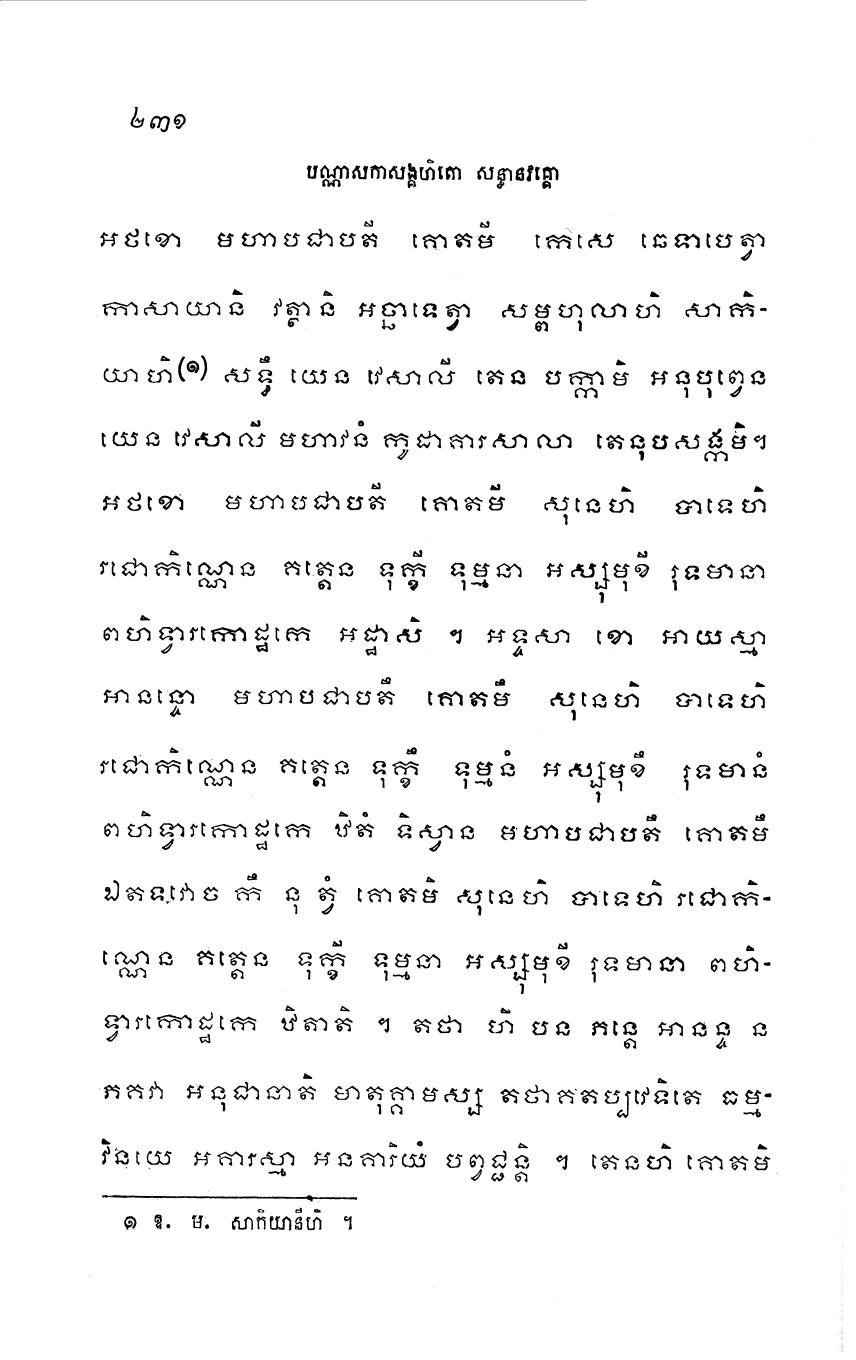 ២៣១
បណ្ណាសកាសង្គហិតោ សន្ធានវគ្គោ
អថខោ មហាបជាបតី គោតមី កេសេ ឆេទាបេត្វា
កាសាយានិ វត្ថានិ អច្ឆាទេត្វា សម្ពហុលាហិ សាកិ-
យាហិ(១) សទ្ធឹ យេន វេសាលី តេន បក្កាមិ អនុបុព្វេន
យេន វេសាលី មហាវនំ កូដាគារសាលា តេនុបសង្កមិ។
អថខោ មហាបជាបតី គោតមី សុនេហិ បាទេហិ
រជោកិណ្ណេន គត្តេន ទុក្ខី ទុម្មនា អស្សុមុខី រុទមានា
ពហិទ្វារកោដ្ឋកេ អដ្ឋាសិ ។ អទ្ទសា ខោ អាយស្មា
អានន្ទោ មហាបជាបតឹ គោតមឹ សុនេហិ បាទេហិ
រជោកិណ្ណេន គត្តេន ទុក្ខឹ ទុម្មនំ អស្សុមុខឹ រុទមានំ
ពហិទ្វារកោដ្ឋកេ ឋិតំ ទិស្វាន មហាបជាបតឹ គោតមឹ
ឯតទវោច កឹ នុ ត្វំ គោតមិ សុនេហិ បាទេហិ រជោកិ-
ណ្ណេន គត្តេន ទុក្ខី ទុម្មនា អស្សុមុខី រុទមានា ពហិ-
ទ្វារកោដ្ឋកេ ឋិតាតិ ។ តថា ហិ បន ភន្តេ អានន្ទ ន
ភគវា អនុជានាតិ មាតុគ្គាមស្ស តថាគតប្បវេទិតេ ធម្ម-
វិនយេ អគារស្មា អនគារិយំ បព្វជ្ជន្តិ ។ តេនហិ គោតមិ
១ ឱ. ម. សាកិយានីហិ ។